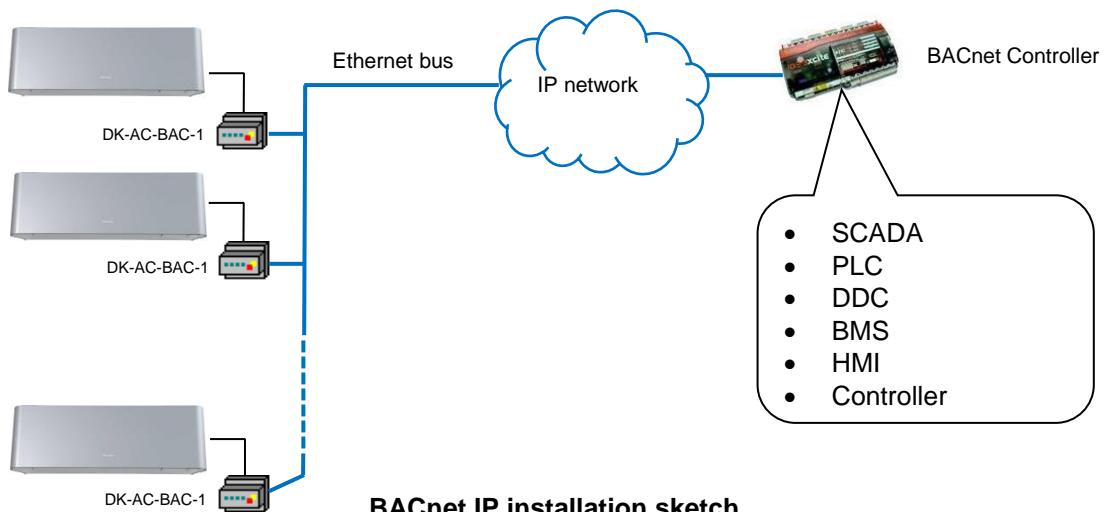 Ethernet bus
IP network
BACnet Controller
DK-AC-BAC-1
DK-AC-BAC-1
DK-AC-BAC-1
• SCADA
• PLC
• DDC
• BMS
• HMI
• Controller
BACnet IP installation sketch